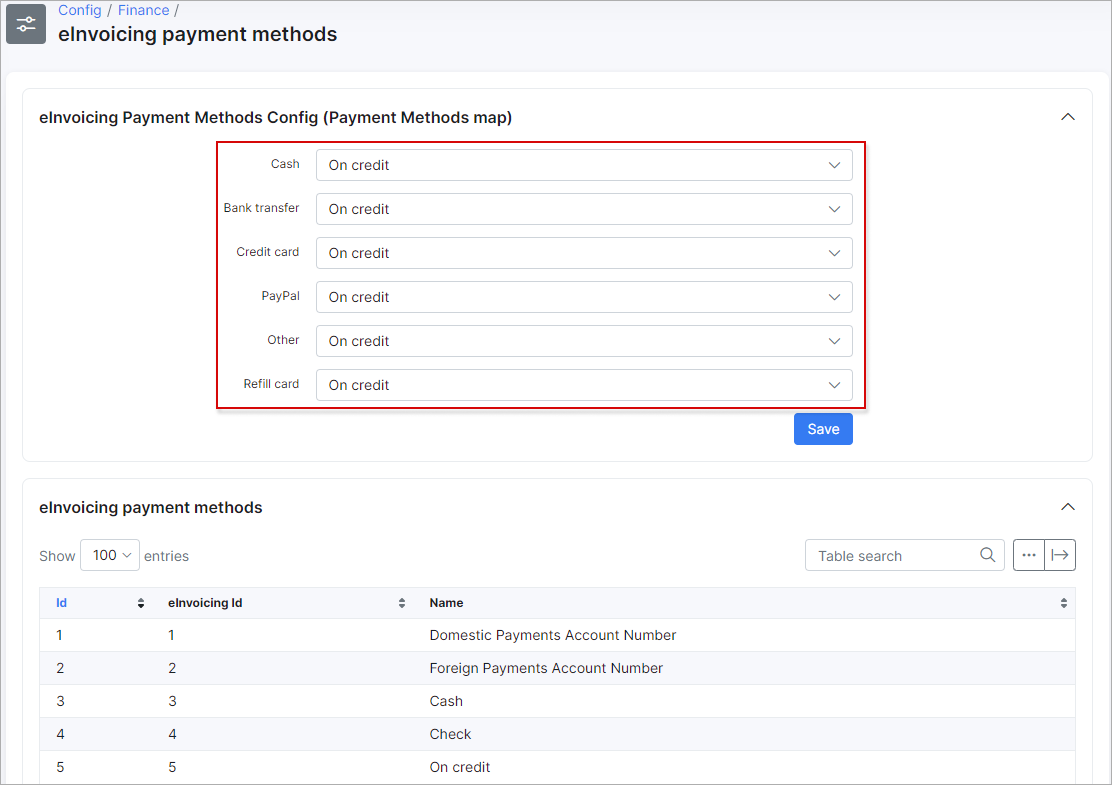 Config / Finance /
eInvoicing payment methods
eInvoicing Payment Methods Config (Payment Methods map)
Cash On credit
Bank transfer On credit
Credit card On credit
PayPal On credit
Other On credit
Refill card On credit
Save
eInvoicing payment methods
Show 100 entries Table search
Id eInvoicing Id Name
1 1 Domestic Payments Account Number
2 2 Foreign Payments Account Number
3 3 Cash
4 4 Check
5 5 On credit